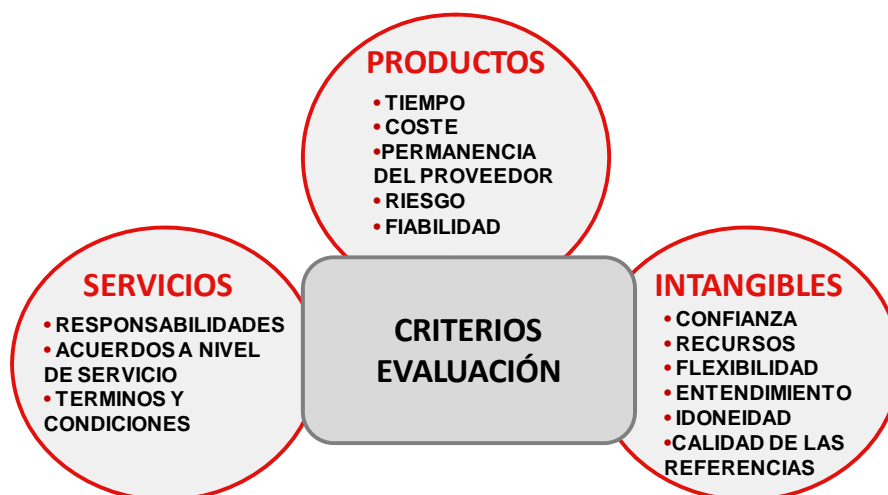 PRODUCTOS
• TIEMPO
• COSTE
•PERMANENCIA
DEL PROVEEDOR
• RIESGO
• FIABILIDAD
SERVICIOS
• RESPONSABILIDADES
• ACUERDOS A NIVEL
DE SERVICIO
• TERMINOS Y
CONDICIONES
CRITERIOS
EVALUACIÓN
INTANGIBLES
• CONFIANZA
• RECURSOS
• FLEXIBILIDAD
• ENTENDIMIENTO
• IDONEIDAD
•CALIDAD DE LAS
REFERENCIAS